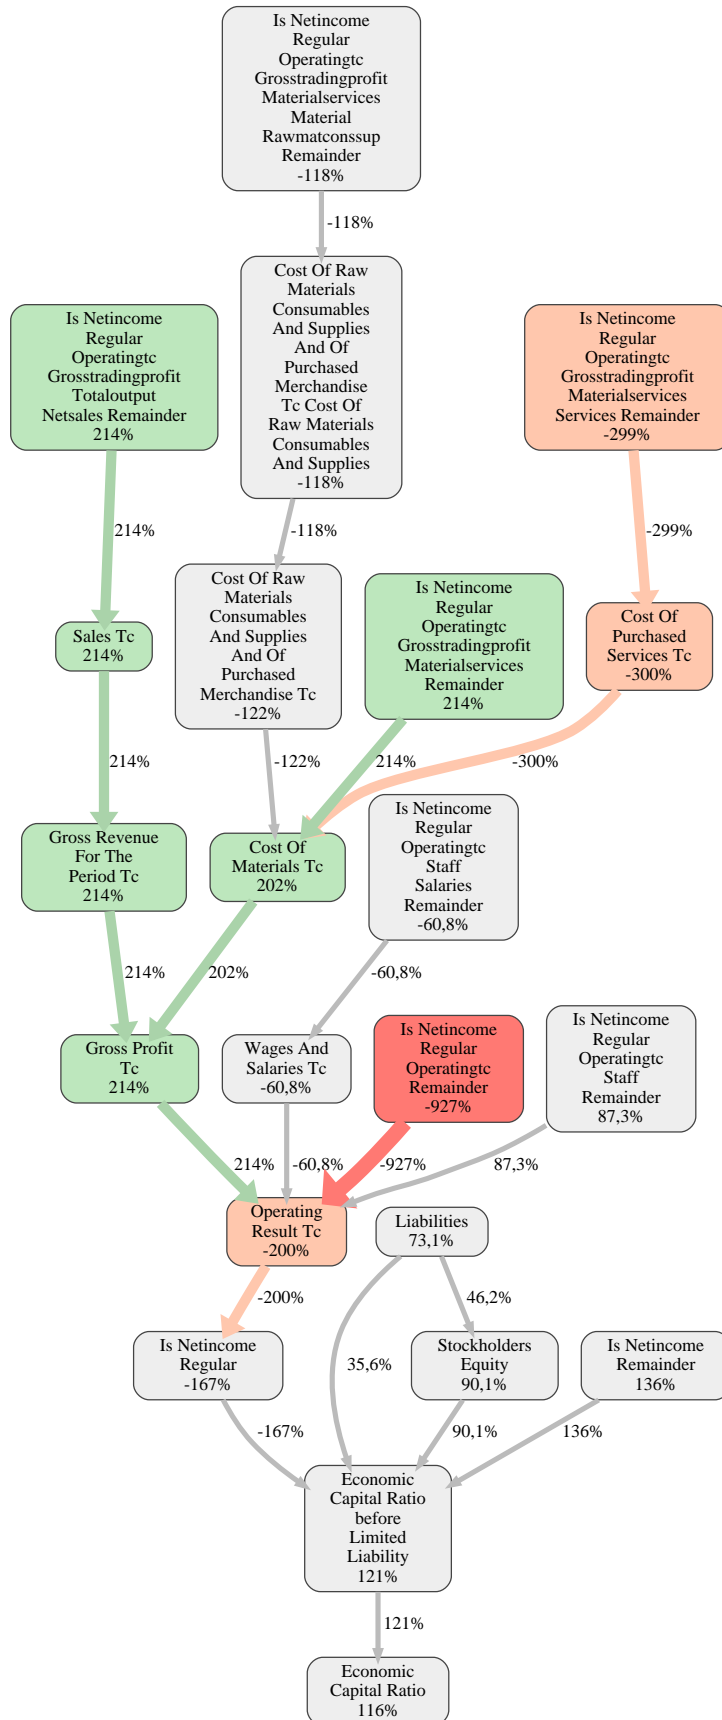 Is Netincome
Regular
Operatingtc
Grosstradingprofit
Materialservices
Material
Rawmatconssup
Remainder
-118%
-118%
Cost Of Raw
Materials
Consumables
And Supplies
And Of
Purchased
Merchandise
Tc Cost Of
Raw Materials
Consumables
And Supplies
-118%
Is Netincome
Regular
Operatingtc
Grosstradingprofit
Totaloutput
Netsales Remainder
214%
Is Netincome
Regular
Operatingtc
Grosstradingprofit
Materialservices
Services Remainder
-299%
214%
-118%
-299%
Cost Of Raw
Materials
Consumables
And Supplies
And Of
Purchased
Merchandise Tc
-122%
Is Netincome
Regular
Operatingtc
Grosstradingprofit
Materialservices
Remainder
214%
Sales Tc
214%
Cost Of
Purchased
Services Tc
-300%
214%
-122%
214%
-300%
Gross Revenue
For The
Period Tc
214%
Cost Of
Materials Tc
202%
Is Netincome
Regular
Operatingtc
Staff
Salaries
Remainder
-60,8%
214%
202%
-60,8%
Gross Profit
Tc
214%
Wages And
Salaries Tc
-60,8%
Is Netincome
Regular
Operatingtc
Remainder
-927%
Is Netincome
Regular
Operatingtc
Staff
Remainder
87,3%
214%
-60,8%
-927%
87,3%
Operating
Result Tc
-200%
Liabilities
73,1%
-200%
46,2%
35,6%
Is Netincome
Regular
-167%
Stockholders
Equity
90,1%
Is Netincome
Remainder
136%
-167%
90,1%
136%
Economic
Capital Ratio
before
Limited
Liability
121%
121%
Economic
Capital Ratio
116%